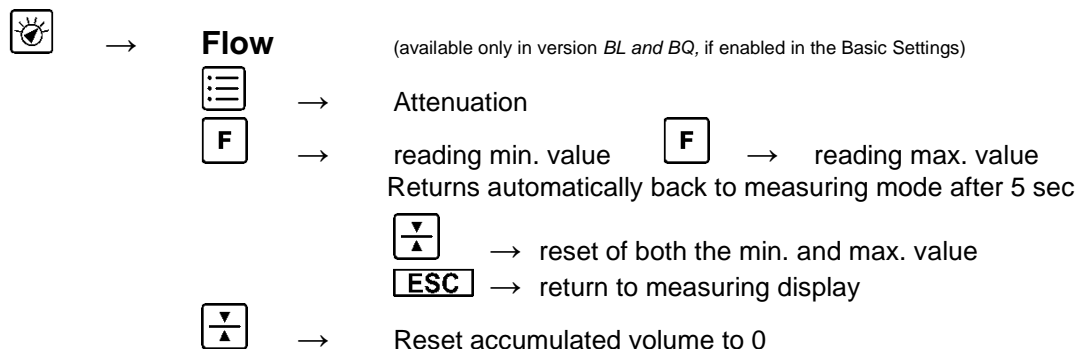 → Flow (available only in version BL and BQ, if enabled in the Basic Settings)
→ Attenuation
F → reading min. value F → reading max. value
Returns automatically back to measuring mode after 5 sec
→ reset of both the min. and max. value
ESC → return to measuring display
→ Reset accumulated volume to 0